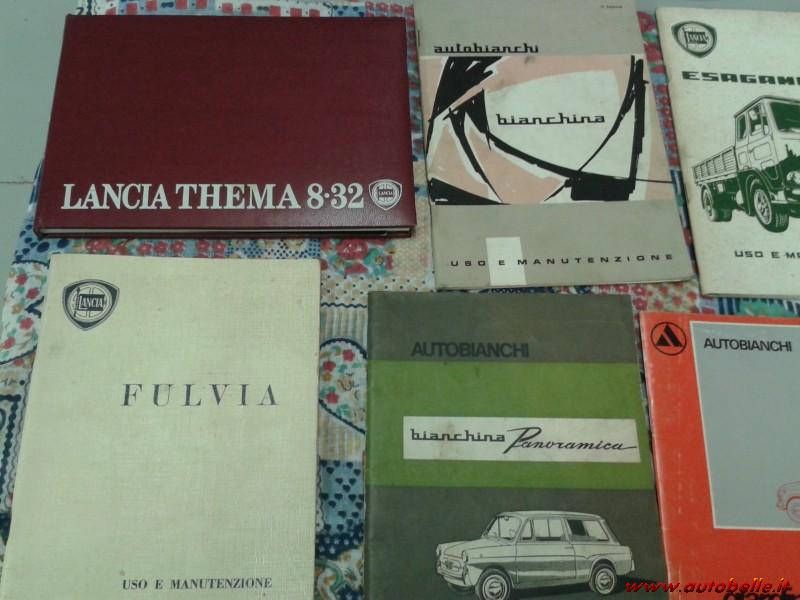 LANCIA THEMA 8·32
LANCIA
autobianchi
bianchina
USO E MANUTENZIONE
LANCIA
USO E
LANCIA
FULVIA
USO E MANUTENZIONE
AUTOBIANCHI
bianchina Panoramica
AUTOBIANCHI
www.autobelle.it